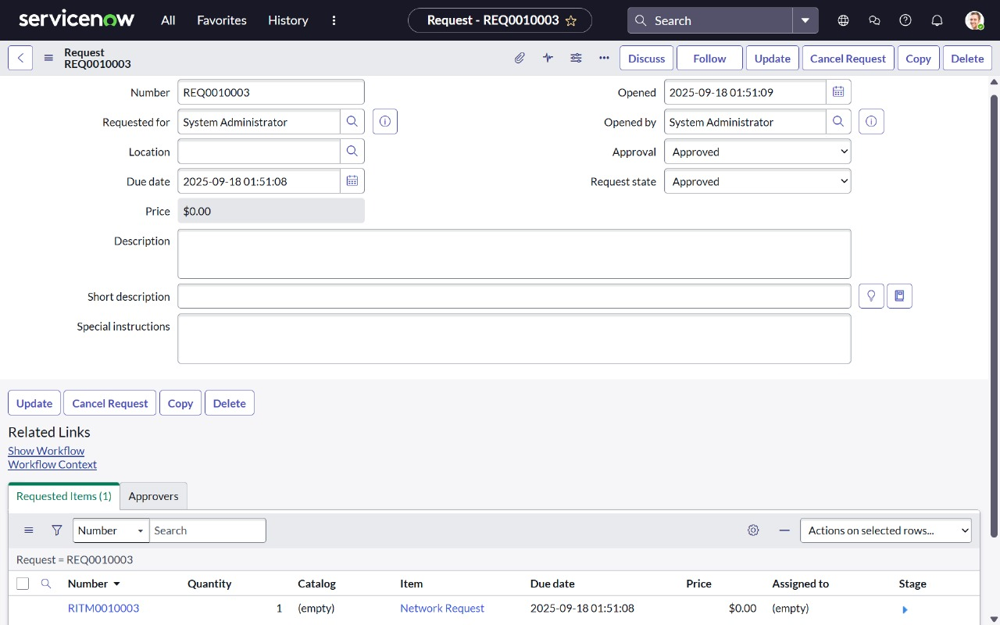 servicenow All Favorites History Request - REQ0010003 Search
Request
REQ0010003
Discuss Follow Update Cancel Request Copy Delete
Number REQ0010003 Opened 2025-09-18 01:51:09
Requested for System Administrator Opened by System Administrator
Location Approval Approved
Due date 2025-09-18 01:51:08 Request state Approved
Price $0.00
Description
Short description
Special instructions
Update Cancel Request Copy Delete
Related Links
Show Workflow
Workflow Context
Requested Items (1) Approvers
Number Search Actions on selected rows...
Request = REQ0010003
Number Quantity Catalog Item Due date Price Assigned to Stage
RITM0010003 1 (empty) Network Request 2025-09-18 01:51:08 $0.00 (empty)